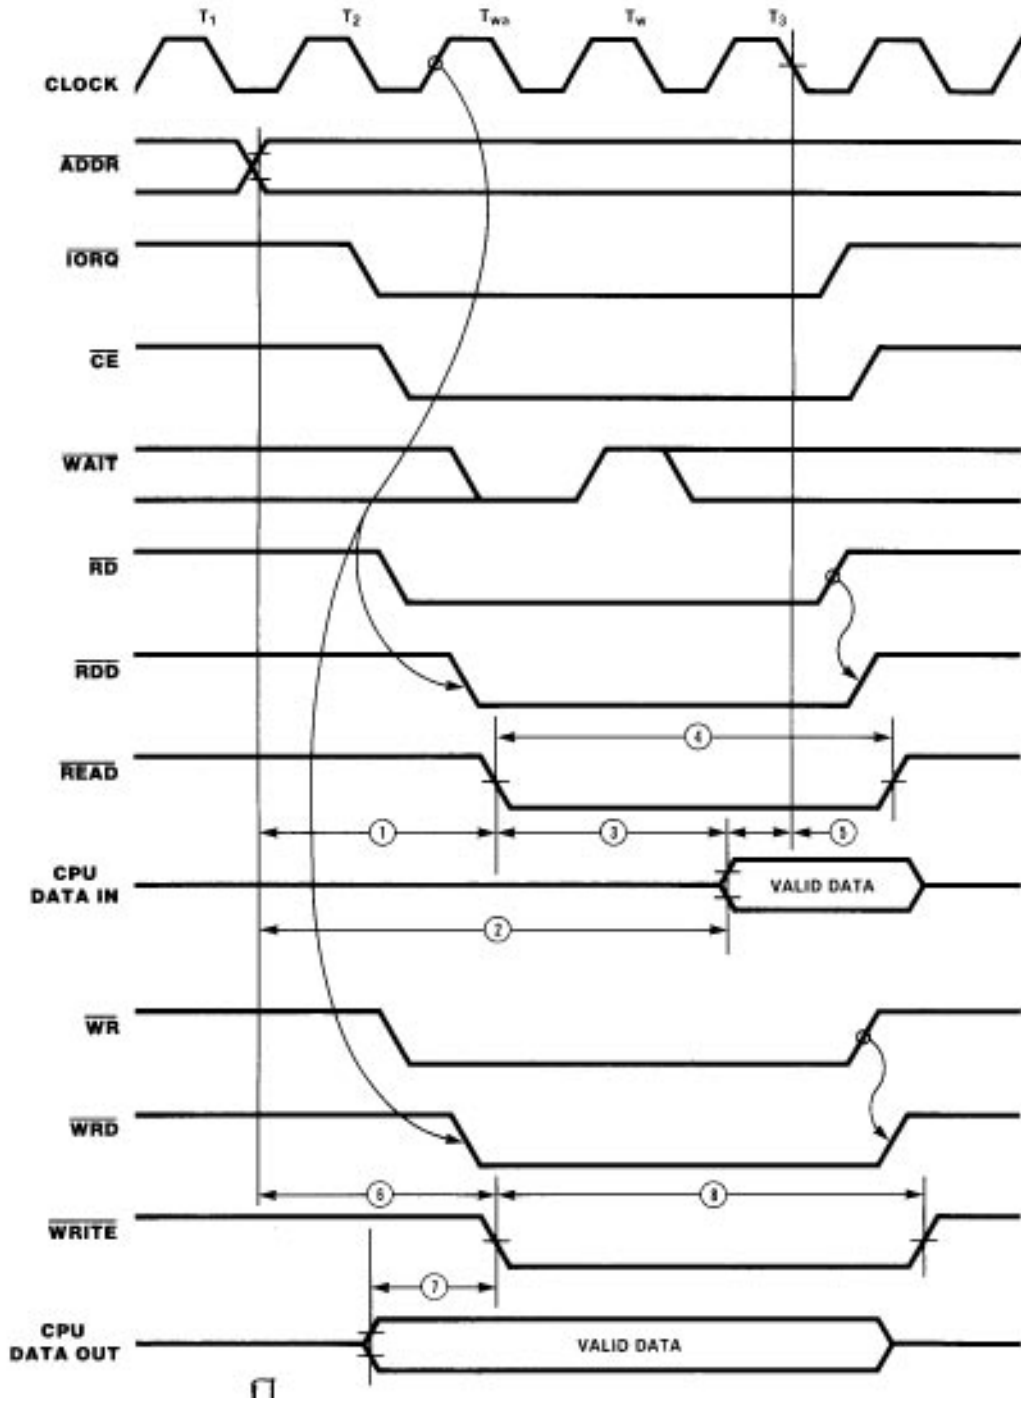 T1 T2 Twa Tw T3
CLOCK
ADDR
IORQ
CE
WAIT
RD
RDD
4
READ
1 3 5
CPU
DATA IN
VALID DATA
2
WR
WRD
6 8
WRITE
7
CPU
DATA OUT
VALID DATA